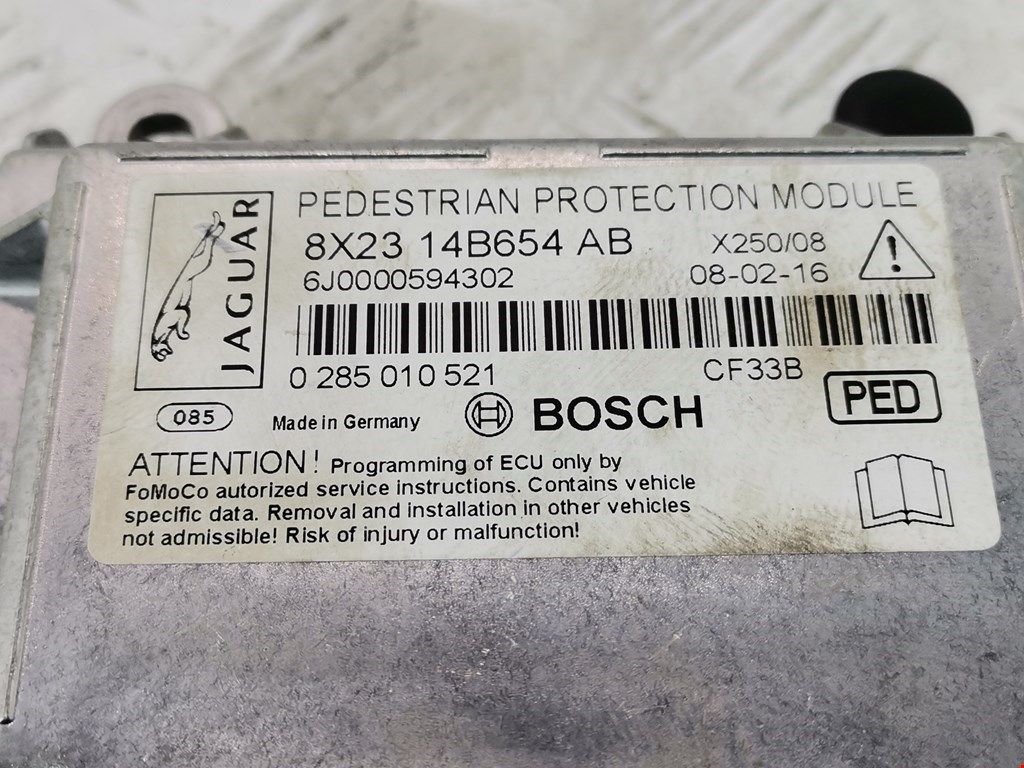 JAGUAR
PEDESTRIAN PROTECTION MODULE
8X23 14B654 AB
X250/08
6J0000594302
08-02-16
0 285 010 521
CF33B
085
Made in Germany
BOSCH
PED
ATTENTION! Programming of ECU only by
FoMoCo autorized service instructions. Contains vehicle
specific data. Removal and installation in other vehicles
not admissible! Risk of injury or malfunction!